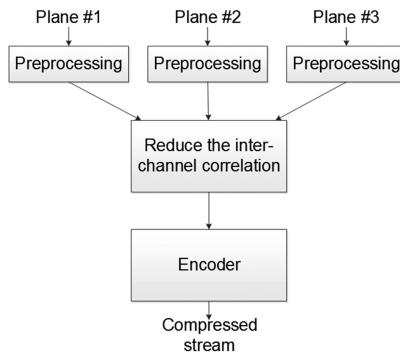 Plane #1
Plane #2
Plane #3
Preprocessing
Preprocessing
Preprocessing
Reduce the inter-
channel correlation
Encoder
Compressed
stream